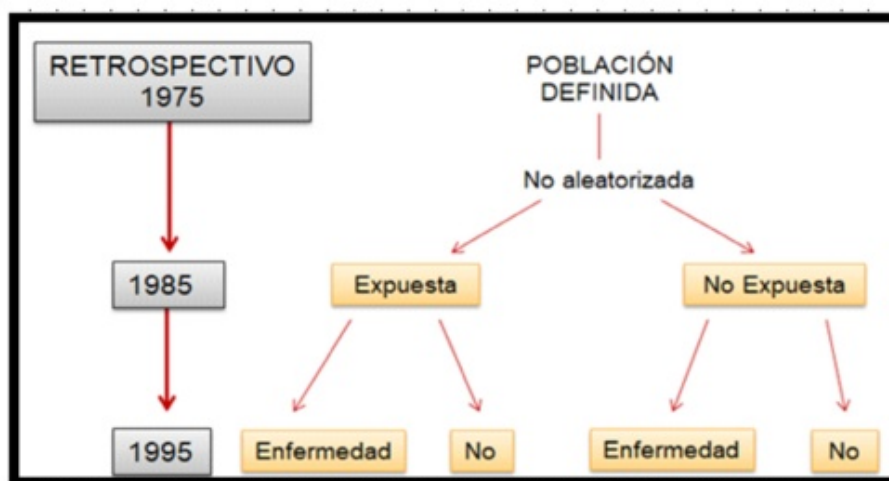 RETROSPECTIVO
1975
POBLACIÓN
DEFINIDA
No aleatorizada
1985
Expuesta
No Expuesta
1995
Enfermedad
No
Enfermedad
No